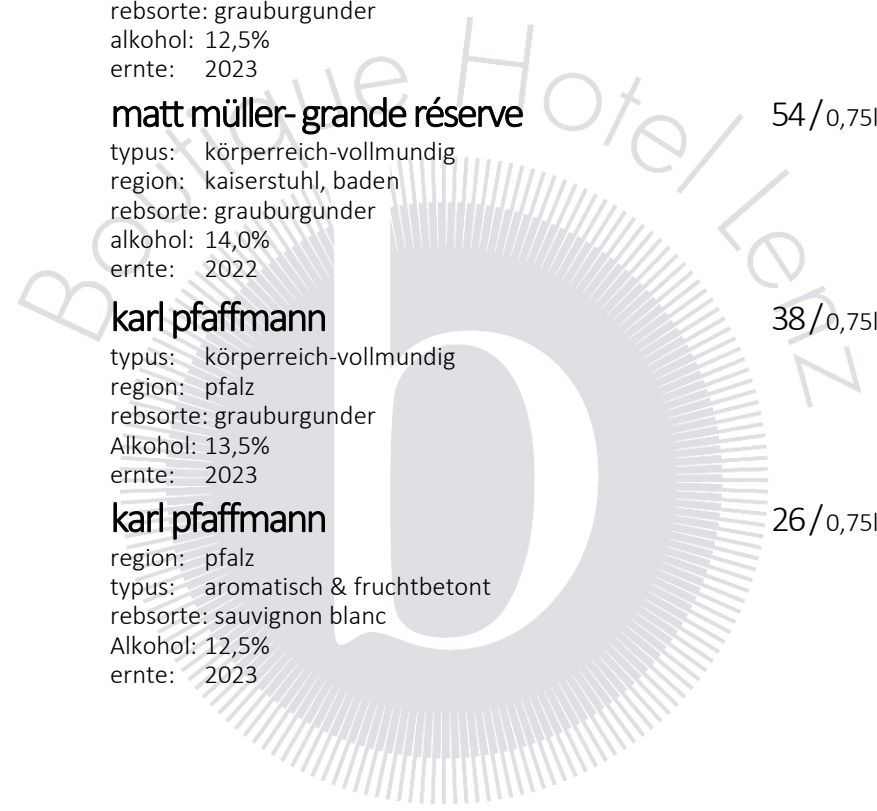 rebsorte: grauburgunder
alkohol: 12,5%
ernte: 2023
matt müller- grande réserve 54/0,75l
typus: körperreich-vollmundig
region: kaiserstuhl, baden
rebsorte: grauburgunder
alkohol: 14,0%
ernte: 2022
karl pfaffmann 38/0,75l
typus: körperreich-vollmundig
region: pfalz
rebsorte: grauburgunder
Alkohol: 13,5%
ernte: 2023
karl pfaffmann 26/0,75l
region: pfalz
typus: aromatisch & fruchtbetont
rebsorte: sauvignon blanc
Alkohol: 12,5%
ernte: 2023
Boutique Hotel Lenz
b